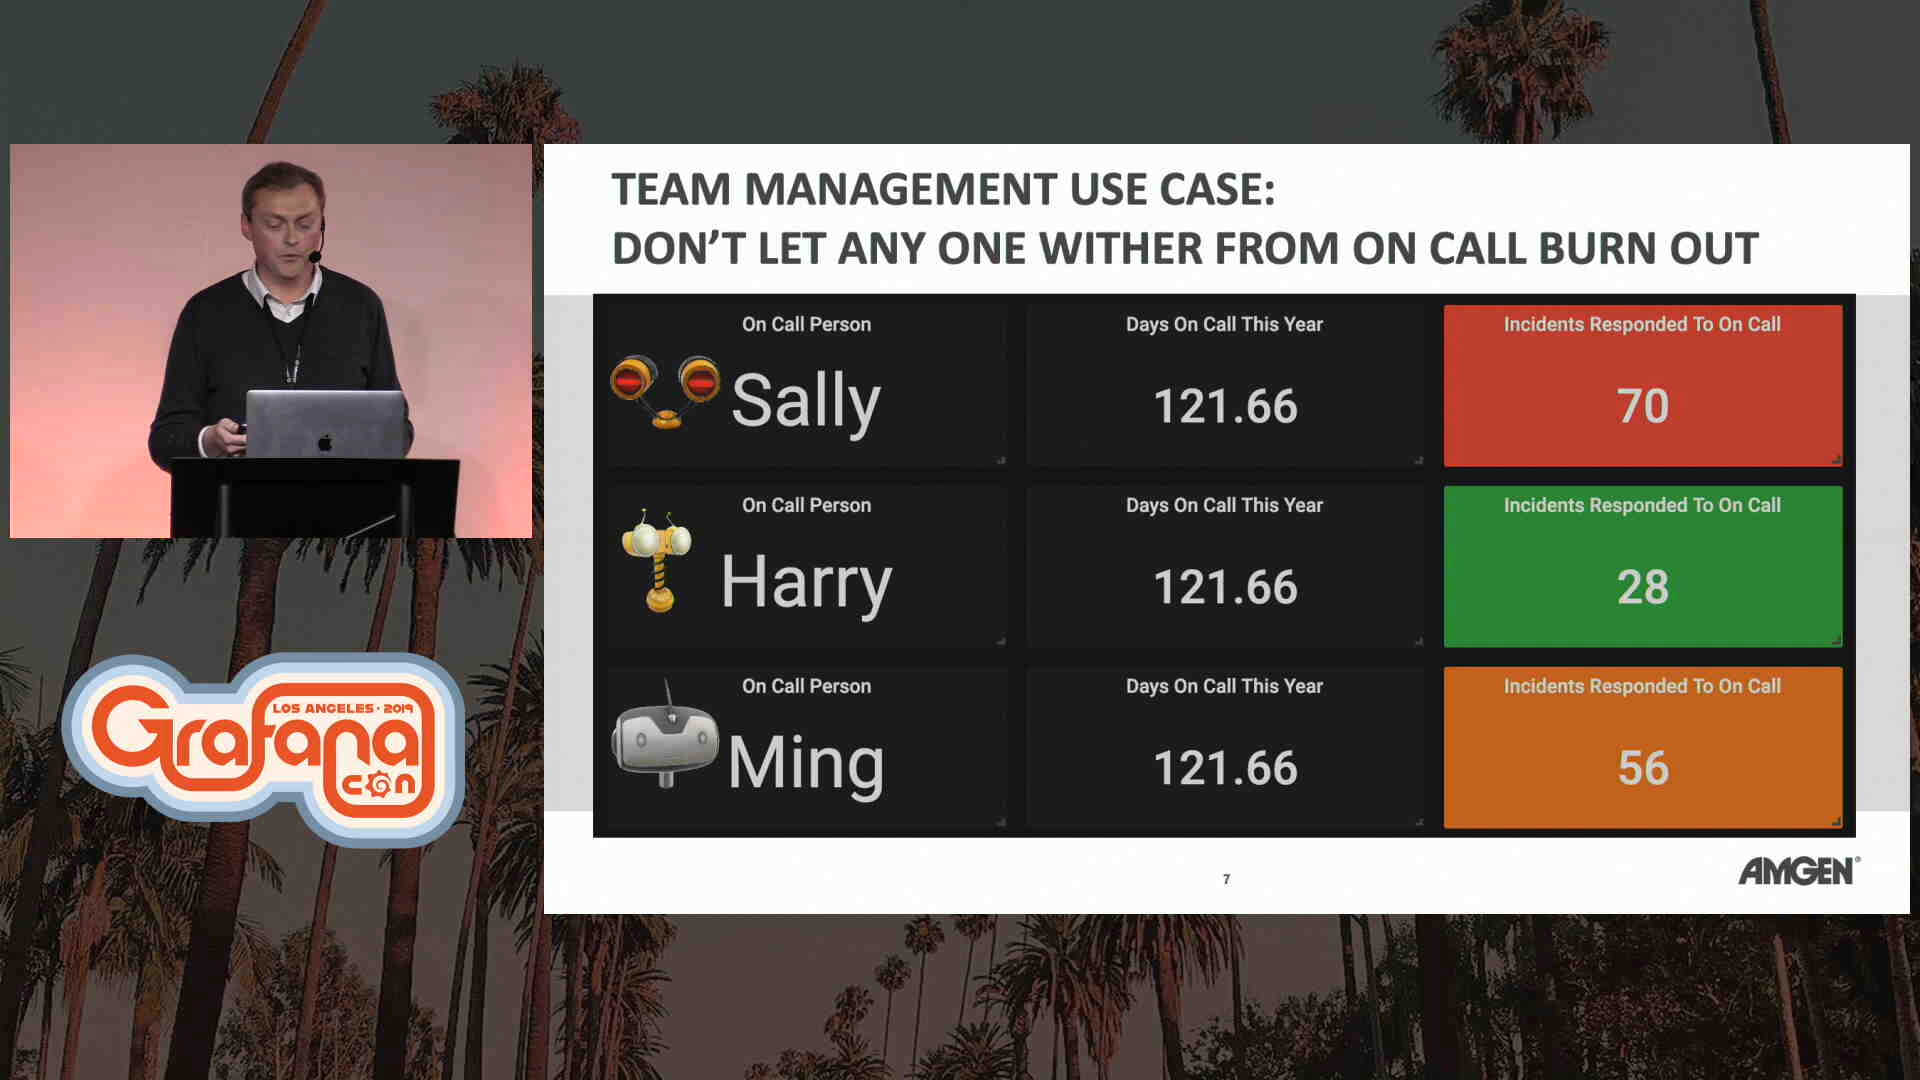 TEAM MANAGEMENT USE CASE:
DON'T LET ANY ONE WITHER FROM ON CALL BURN OUT
On Call Person
Sally
Days On Call This Year
121.66
Incidents Responded To On Call
70
On Call Person
Harry
Days On Call This Year
121.66
Incidents Responded To On Call
28
On Call Person
Ming
Days On Call This Year
121.66
Incidents Responded To On Call
56
7
AMGEN®
LOS ANGELES • 2019
Grafana
con